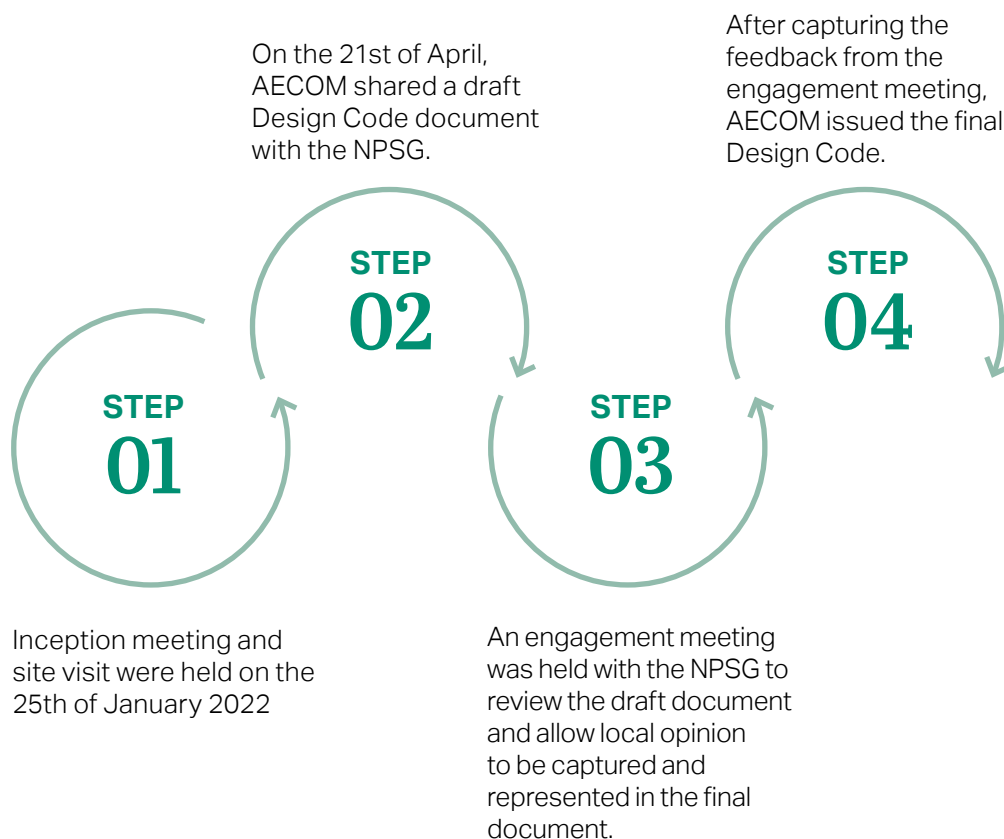 STEP
01
Inception meeting and
site visit were held on the
25th of January 2022
On the 21st of April,
AECOM shared a draft
Design Code document
with the NPSG.
STEP
02
STEP
03
An engagement meeting
was held with the NPSG to
review the draft document
and allow local opinion
to be captured and
represented in the final
document.
After capturing the
feedback from the
engagement meeting,
AECOM issued the final
Design Code.
STEP
04